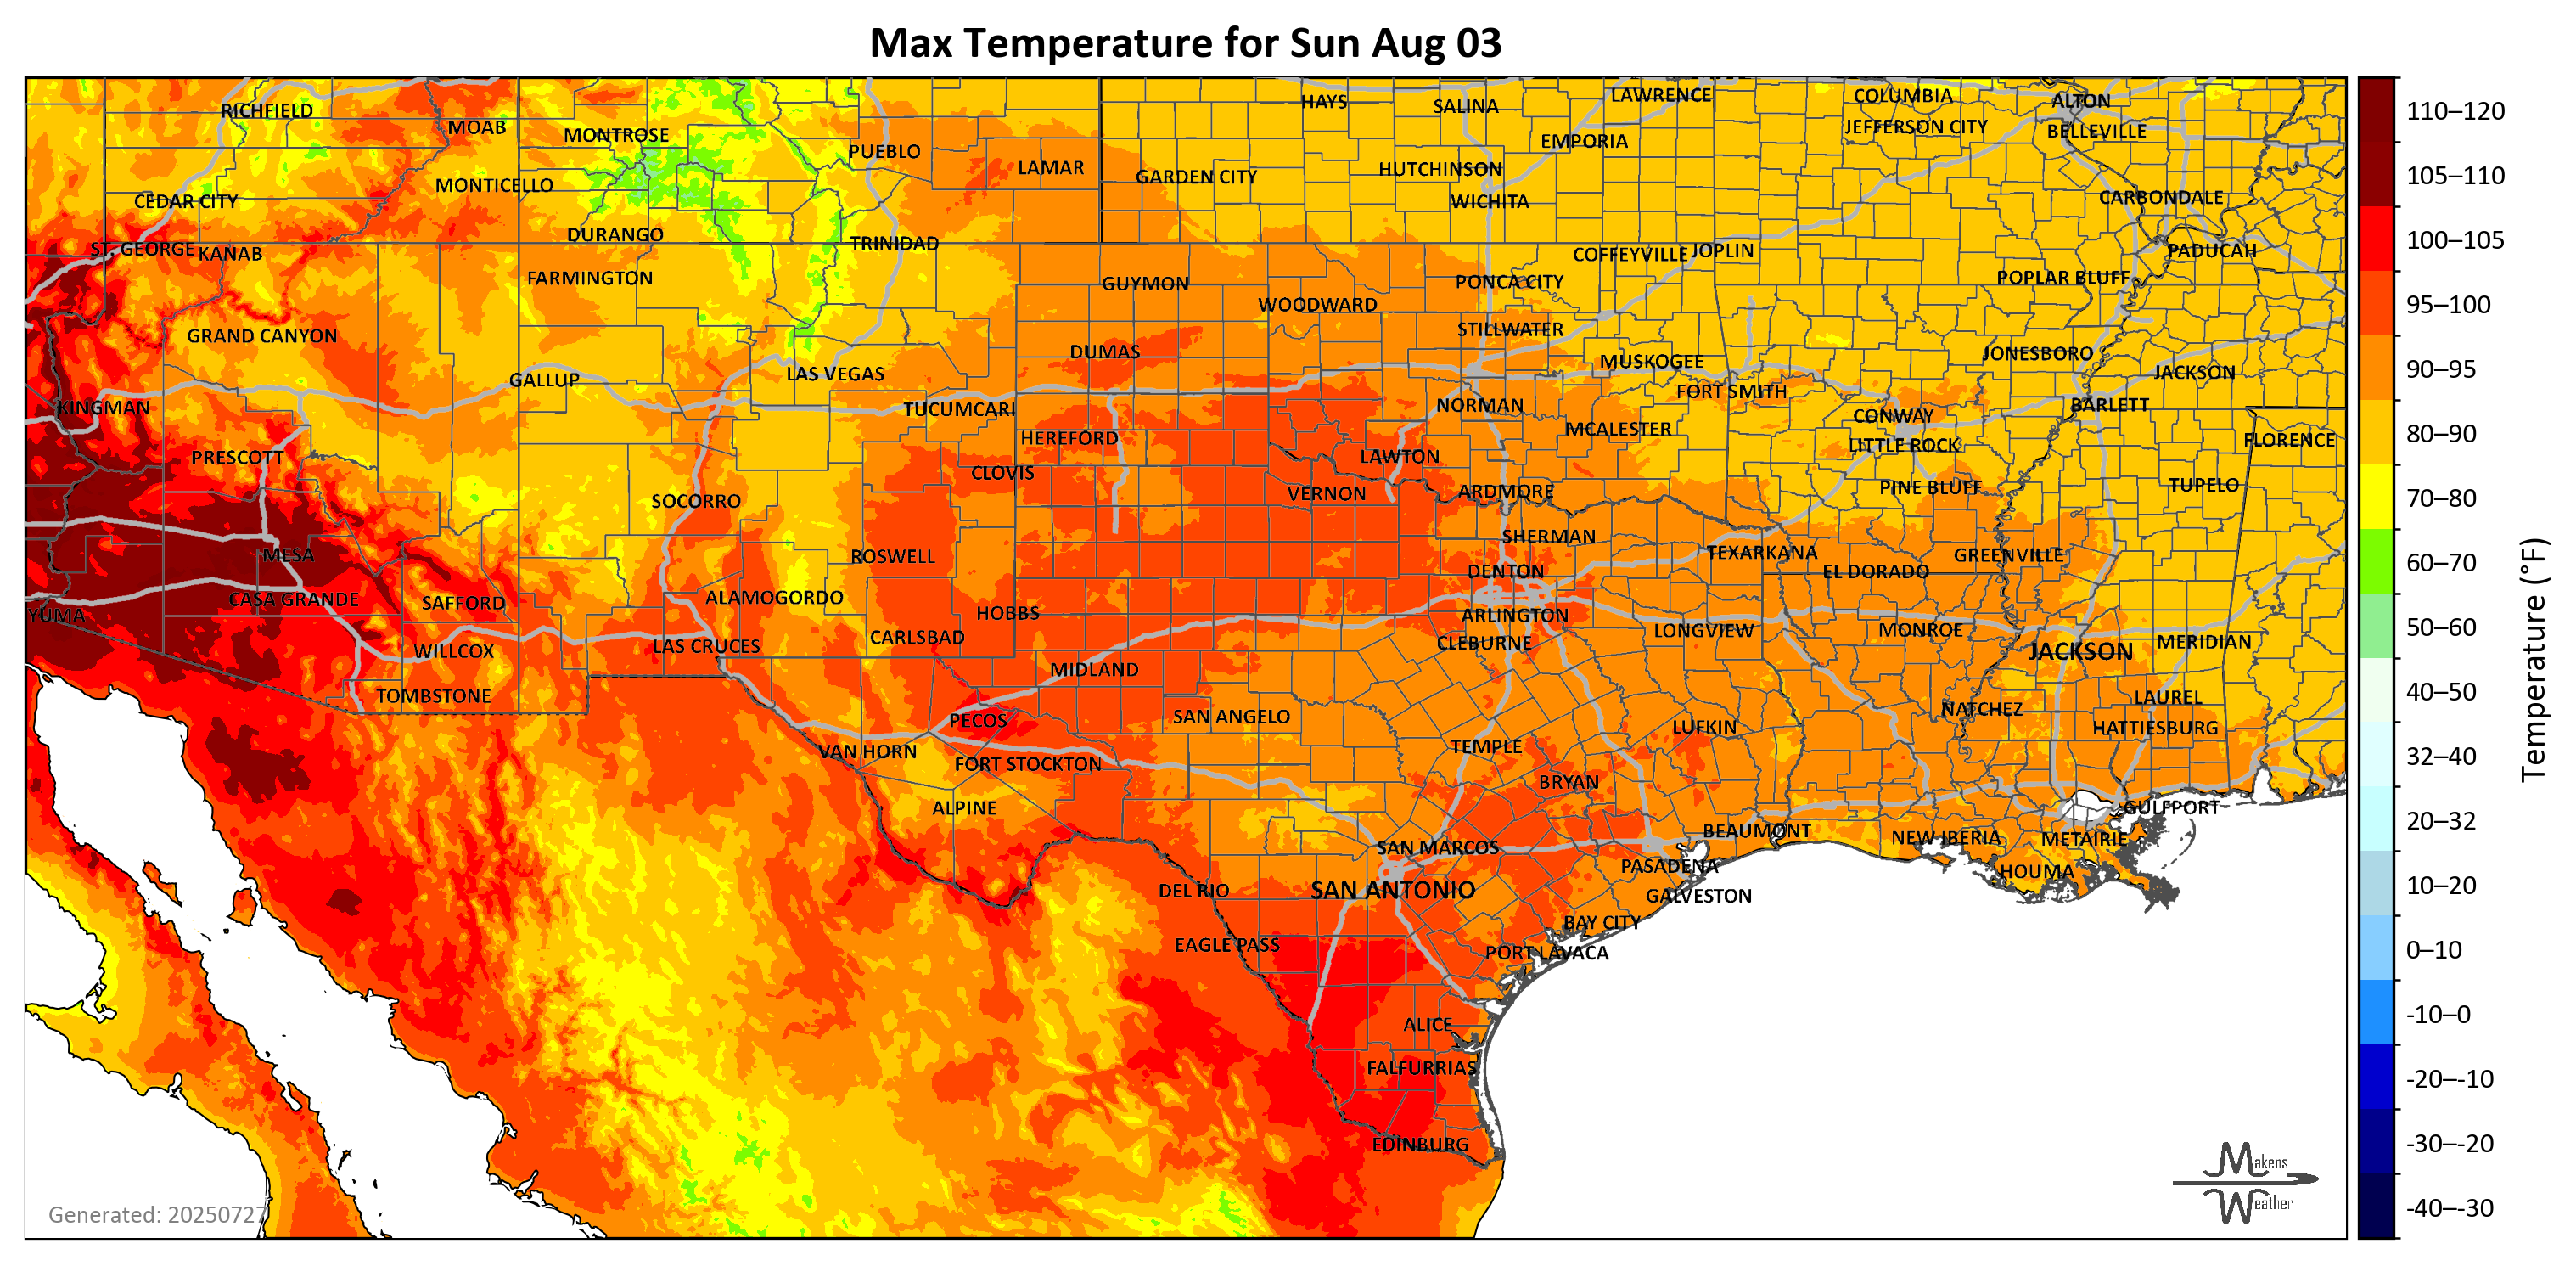 Max Temperature for Sun Aug 03
RICHFIELD
MOAB
MONTROSE
PUEBLO
LAMAR
HAYS
SALINA
LAWRENCE
EMPORIA
COLUMBIA
JEFFERSON CITY
ALTON
BELLEVILLE
CEDAR CITY
MONTICELLO
GARDEN CITY
HUTCHINSON
WICHITA
CARBONDALE
ST. GEORGE
KANAB
DURANGO
TRINIDAD
COFFEYVILLE
JOPLIN
PADUCAH
FARMINGTON
GUYMON
WOODWARD
PONCA CITY
POPLAR BLUFF
GRAND CANYON
DUMAS
STILLWATER
MUSKOGEE
JONESBORO
JACKSON
GALLUP
LAS VEGAS
FORT SMITH
KINGMAN
TUCUMCARI
NORMAN
CONWAY
BARLETT
HEREFORD
MCALESTER
LITTLE ROCK
FLORENCE
PRESCOTT
CLOVIS
LAWTON
SOCORRO
VERNON
ARDMORE
PINE BLUFF
TUPELO
MESA
ROSWELL
SHERMAN
TEXARKANA
GREENVILLE
DENTON
EL DORADO
CASA GRANDE
SAFFORD
ALAMOGORDO
HOBBS
YUMA
ARLINGTON
LAS CRUCES
CARLSBAD
CLEBURNE
LONGVIEW
MONROE
JACKSON
MERIDIAN
WILLCOX
MIDLAND
TOMBSTONE
LAUREL
PECOS
SAN ANGELO
NATCHEZ
LUFKIN
HATTIESBURG
VAN HORN
FORT STOCKTON
TEMPLE
BRYAN
ALPINE
GULFPORT
BEAUMONT
NEW IBERIA
METAIRIE
SAN MARCOS
PASADENA
HOUMA
DEL RIO
SAN ANTONIO
GALVESTON
BAY CITY
EAGLE PASS
PORT LAVACA
ALICE
FALFURRIAS
EDINBURG
Generated: 20250727
Makens
Weather
110–120
105–110
100–105
95–100
90–95
80–90
70–80
60–70
50–60
40–50
32–40
20–32
10–20
0–10
-10–0
-20–-10
-30–-20
-40–-30
Temperature (°F)